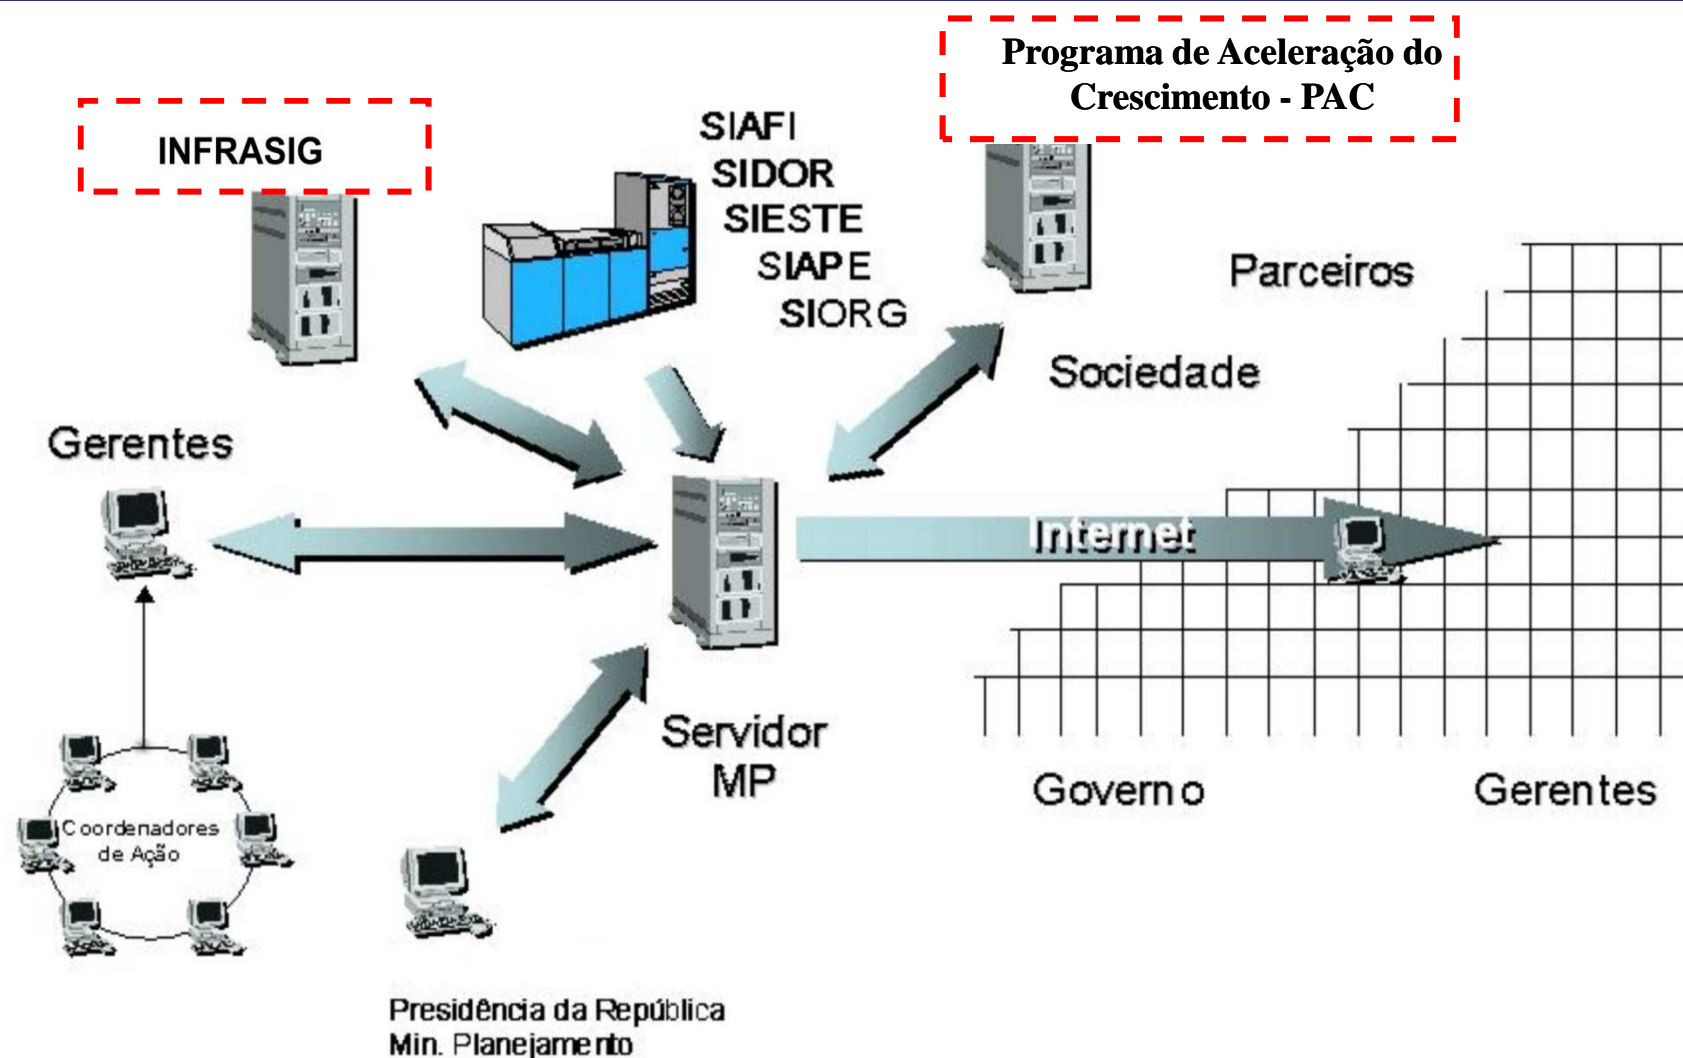 Programa de Aceleração do
Crescimento - PAC
INFRASIG
SIAFI
SIDOR
SIESTE
SIAPE
SIORG
Parceiros
Sociedade
Gerentes
Internet
Servidor
MP
Governo
Gerentes
Coordenadores
de Ação
Presidência da República
Min. Planejamento